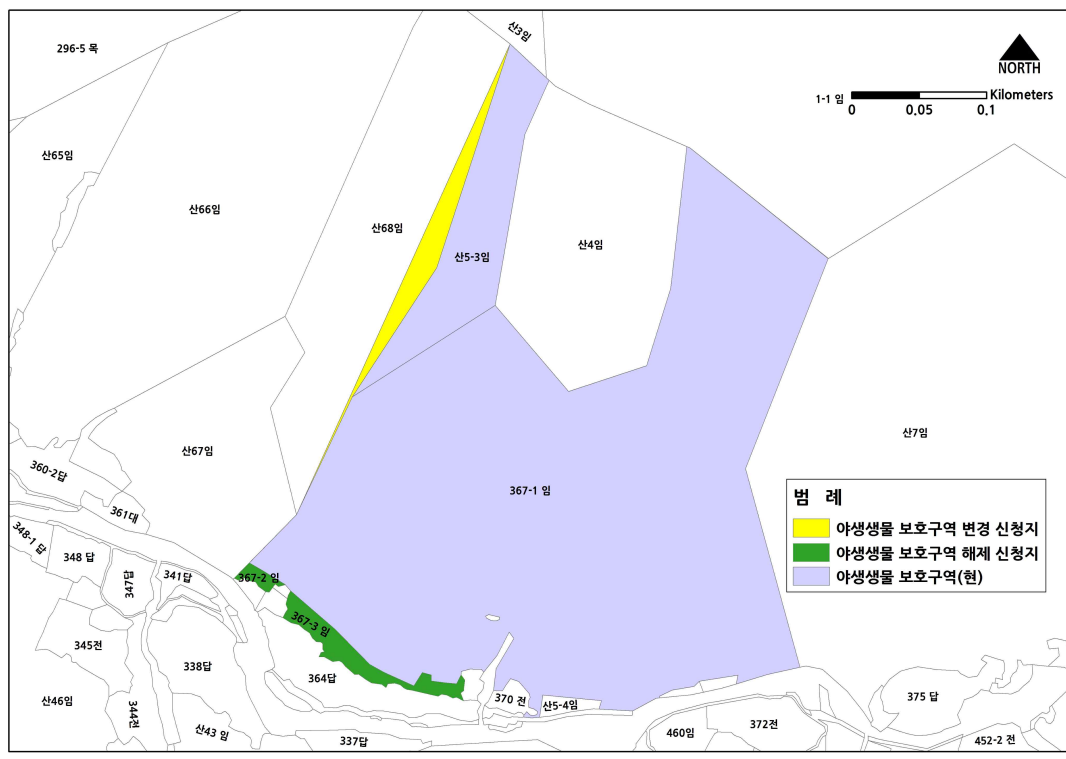 산3임
296-5 목
NORTH
1-1 임
Kilometers
0 0.05 0.1
산65임
산66임
산68임
산5-3임
산4임
산7임
산67임
360-2답
361대
367-1 임
범 례
야생생물 보호구역 변경 신청지
야생생물 보호구역 해제 신청지
야생생물 보호구역(현)
348-1 답
348 답
347답
341답
367-2 임
367-3 임
345전
338답
364답
370 전
산5-4임
375 답
산46임
344전
산43 임
337답
460임
372전
452-2 전